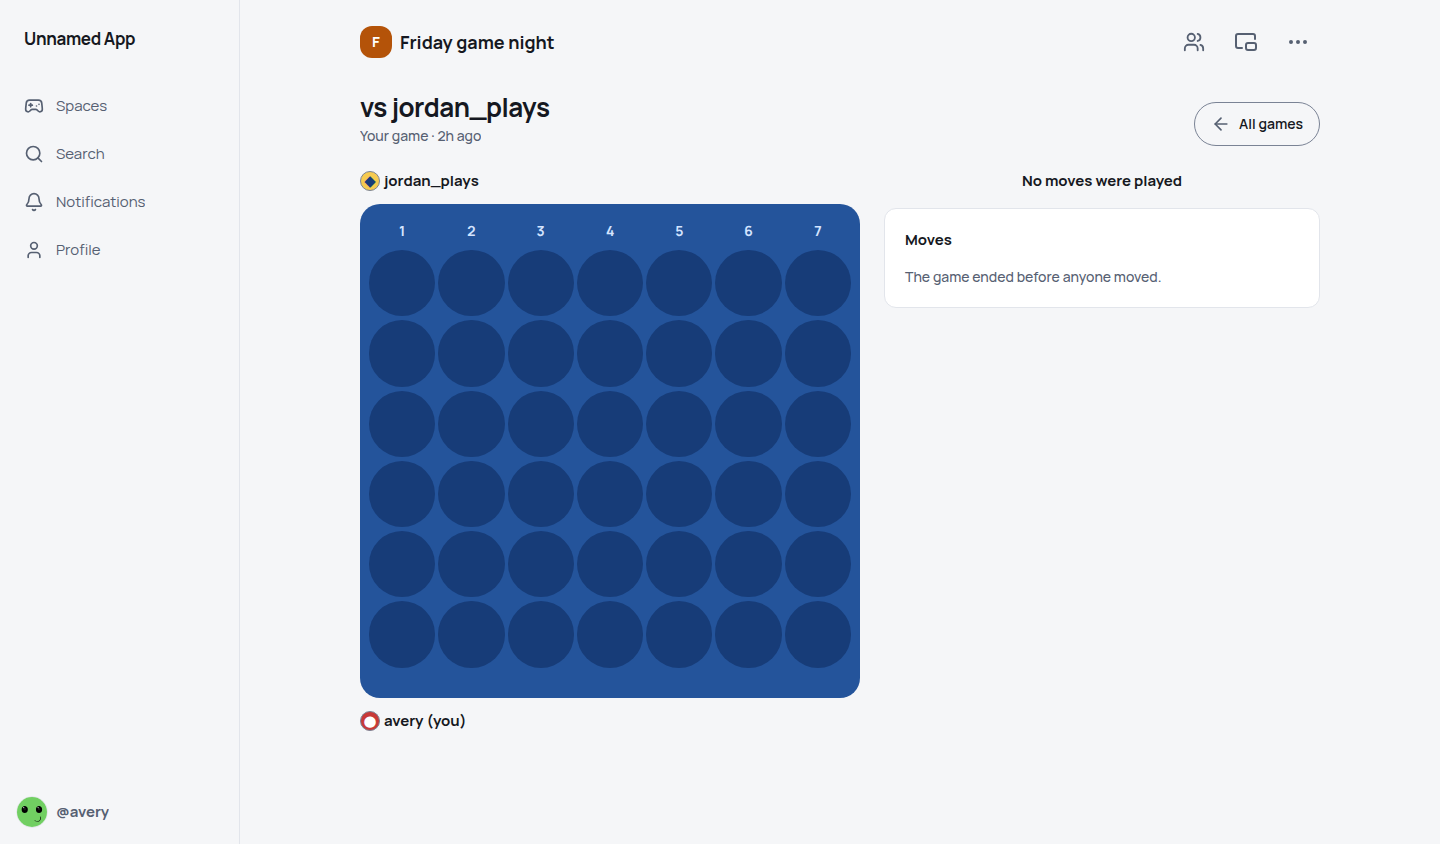 Unnamed App
Spaces
Search
Notifications
Profile
@avery
F Friday game night
vs jordan_plays
Your game · 2h ago
All games
jordan_plays
1 2 3 4 5 6 7
avery (you)
No moves were played
Moves
The game ended before anyone moved.